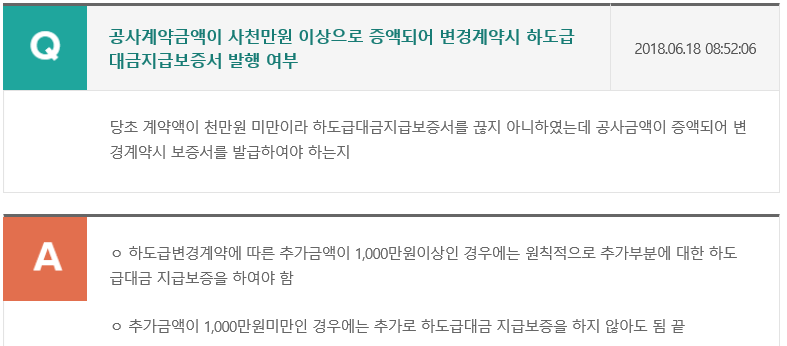 Q
공사계약금액이 사천만원 이상으로 증액되어 변경계약시 하도급
대금지급보증서 발행 여부
2018.06.18 08:52:06
당초 계약액이 천만원 미만이라 하도급대금지급보증서를 끊지 아니하였는데 공사금액이 증액되어 변
경계약시 보증서를 발급하여야 하는지
A
ㅇ 하도급변경계약에 따른 추가금액이 1,000만원이상인 경우에는 원칙적으로 추가부분에 대한 하도
급대금 지급보증을 하여야 함
ㅇ 추가금액이 1,000만원미만인 경우에는 추가로 하도급대금 지급보증을 하지 않아도 됨 끝